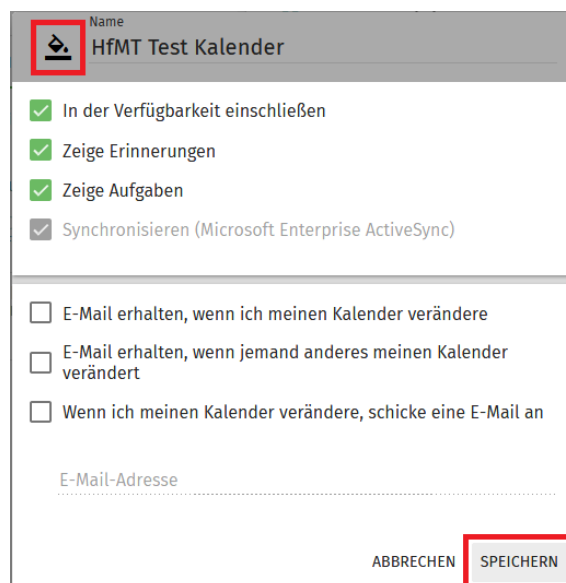 Name
HfMT Test Kalender
In der Verfügbarkeit einschließen
Zeige Erinnerungen
Zeige Aufgaben
Synchronisieren (Microsoft Enterprise ActiveSync)
E-Mail erhalten, wenn ich meinen Kalender verändere
E-Mail erhalten, wenn jemand anderes meinen Kalender
verändert
Wenn ich meinen Kalender verändere, schicke eine E-Mail an
E-Mail-Adresse
ABBRECHEN SPEICHERN